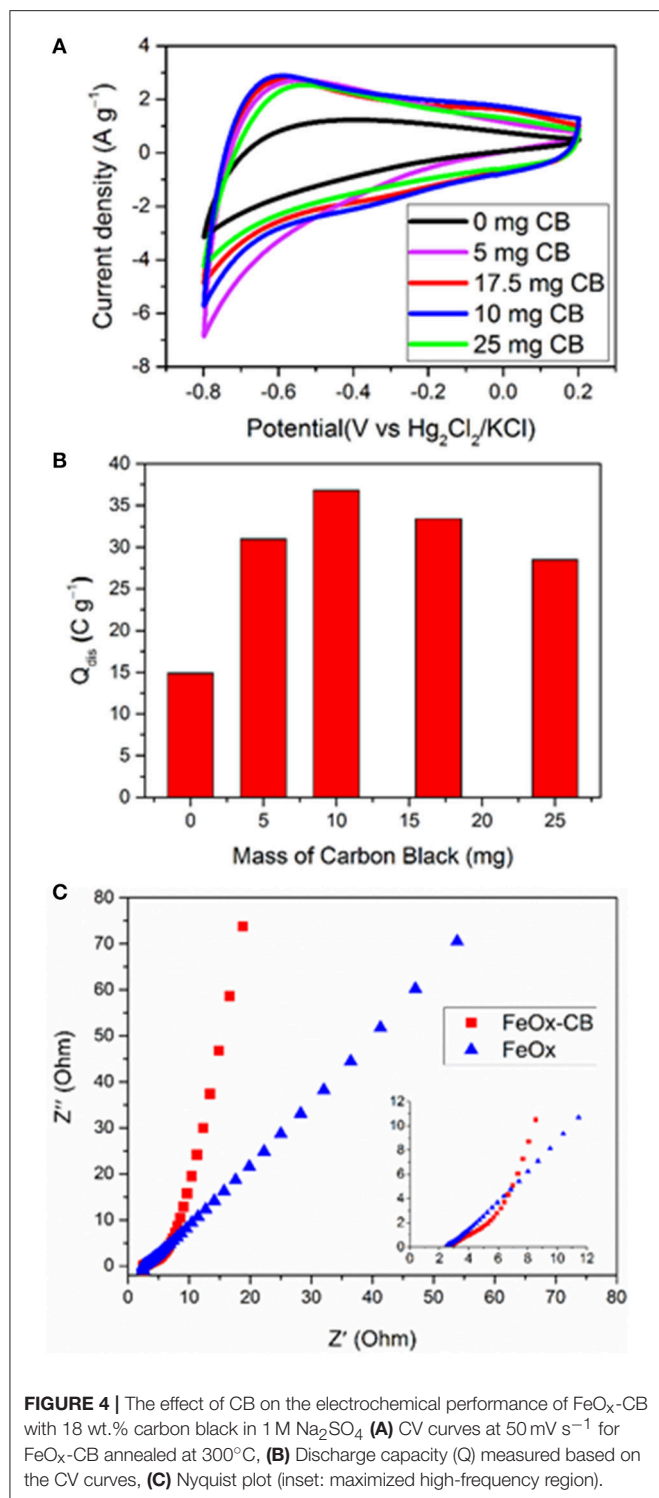 A
4
2
0
-2
-4
-6
-8
Current density (A g⁻¹)
0 mg CB
5 mg CB
17.5 mg CB
10 mg CB
25 mg CB
-0.8 -0.6 -0.4 -0.2 0.0 0.2
Potential(V vs Hg₂Cl₂/KCl)
B
40
35
30
25
20
15
10
5
0
Q_dis (C g⁻¹)
0 5 10 15 20 25
Mass of Carbon Black (mg)
C
80
70
60
50
40
30
20
10
0
Z″ (Ohm)
FeOx-CB
FeOx
12
10
8
6
4
2
0
0 2 4 6 8 10 12
0 10 20 30 40 50 60 70 80
Z′ (Ohm)
FIGURE 4 | The effect of CB on the electrochemical performance of FeOₓ-CB
with 18 wt.% carbon black in 1 M Na₂SO₄ (A) CV curves at 50 mV s⁻¹ for
FeOₓ-CB annealed at 300°C, (B) Discharge capacity (Q) measured based on
the CV curves, (C) Nyquist plot (inset: maximized high-frequency region).